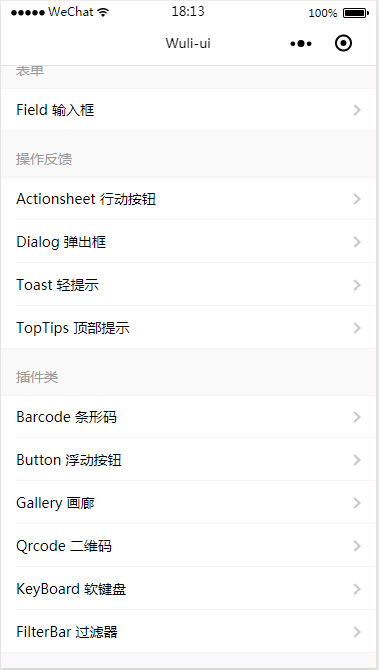 WeChat 18:13 100%
Wuli-ui
表单
Field 输入框
操作反馈
Actionsheet 行动按钮
Dialog 弹出框
Toast 轻提示
TopTips 顶部提示
插件类
Barcode 条形码
Button 浮动按钮
Gallery 画廊
Qrcode 二维码
KeyBoard 软键盘
FilterBar 过滤器